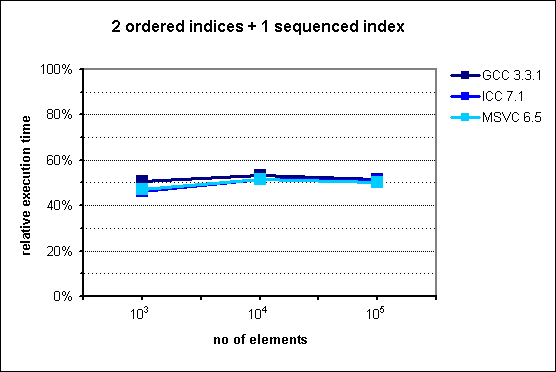 2 ordered indices + 1 sequenced index
100%
80%
60%
40%
20%
0%
relative execution time
10³
10⁴
10⁵
no of elements
GCC 3.3.1
ICC 7.1
MSVC 6.5